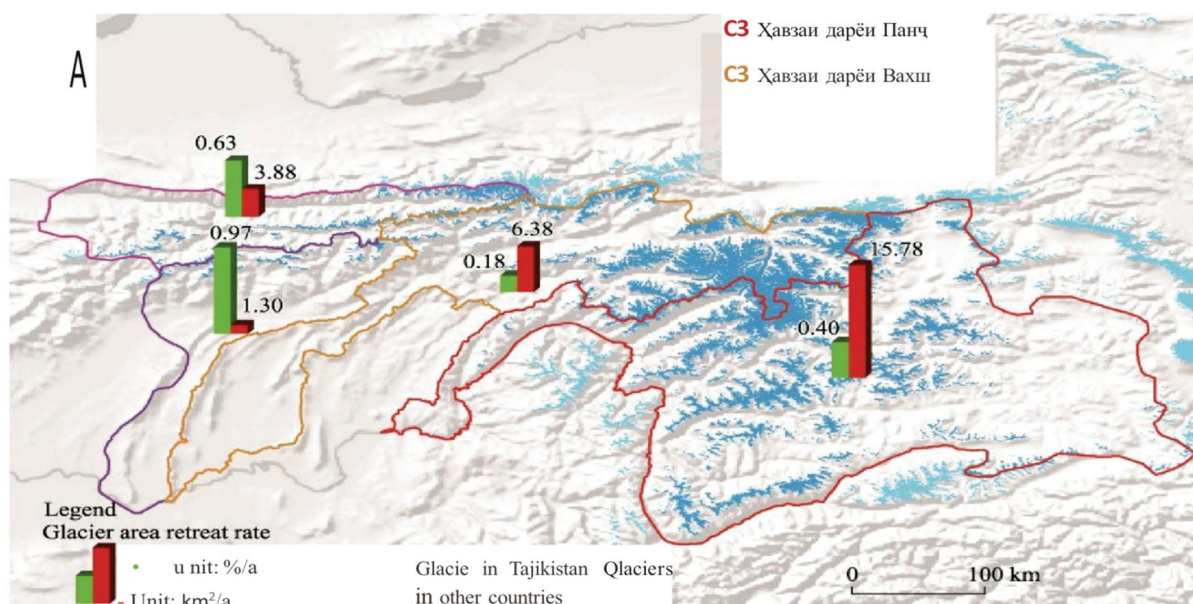 A
С3 Ҳавзаи дарёи Панҷ
С3 Ҳавзаи дарёи Вахш
0.63
3.88
0.97
1.30
6.38
0.18
15.78
0.40
Legend
Glacier area retreat rate
• u nit: %/a
- Unit: km²/a
Glacie in Tajikistan Qlaciers
in other countries
0 100 km